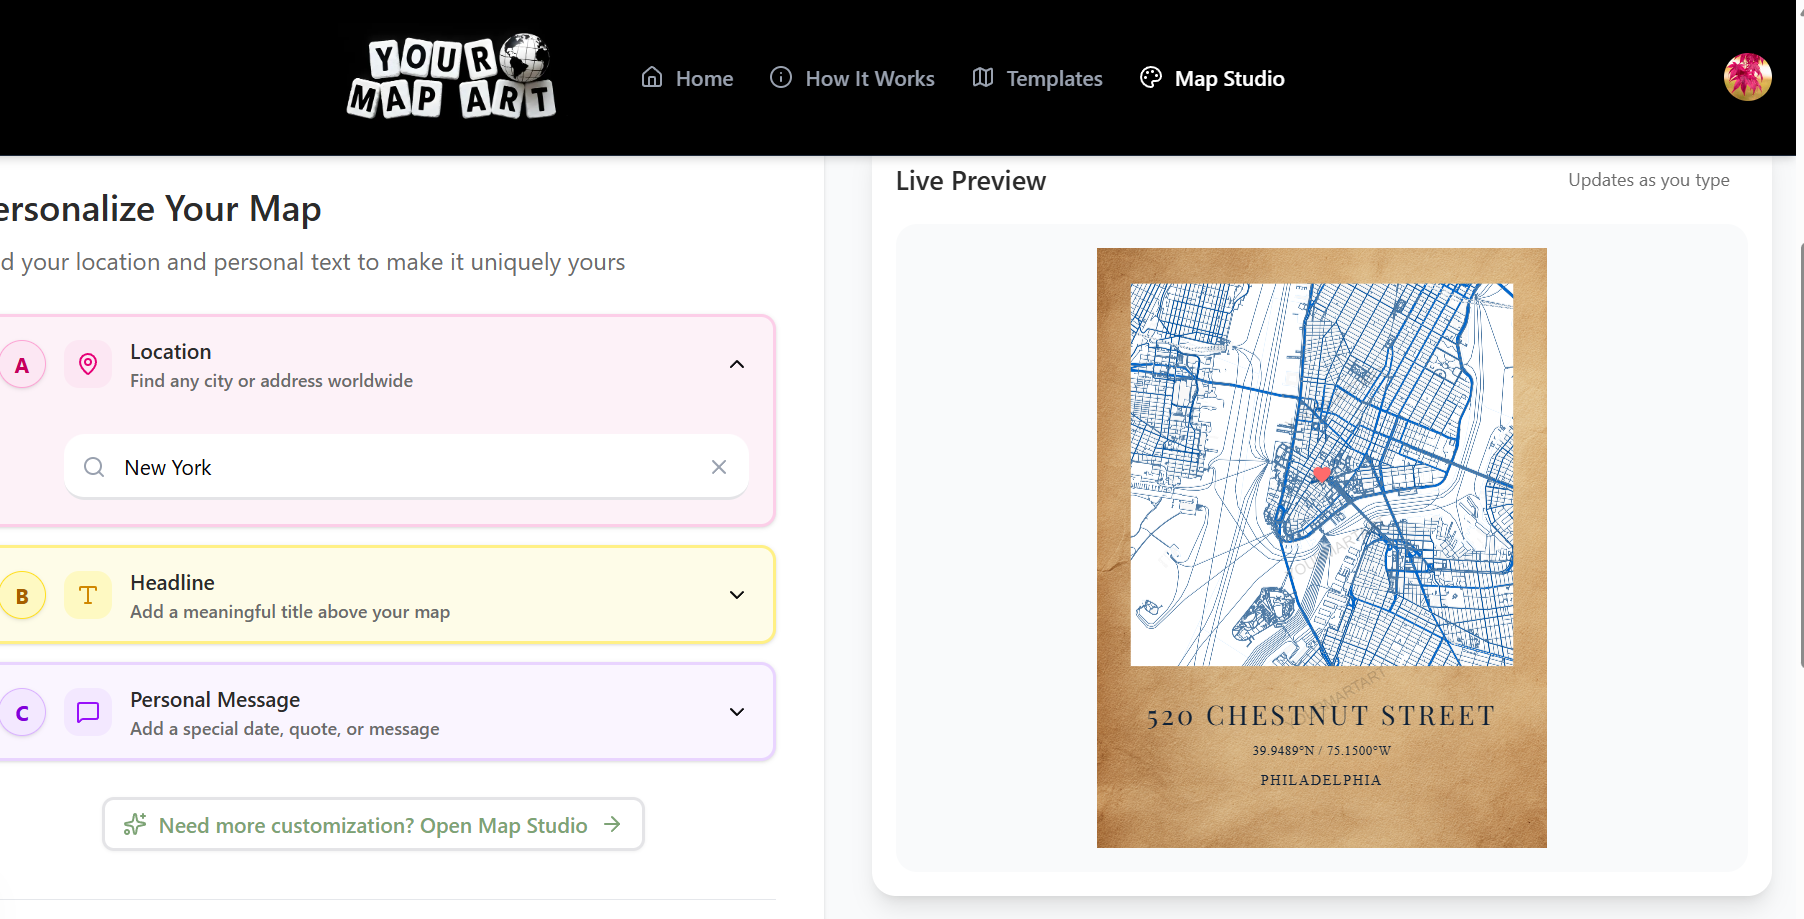 YOUR
MAP ART
Home
How It Works
Templates
Map Studio
ersonalize Your Map
d your location and personal text to make it uniquely yours
A
Location
Find any city or address worldwide
New York
B
Headline
Add a meaningful title above your map
C
Personal Message
Add a special date, quote, or message
Need more customization? Open Map Studio
Live Preview
Updates as you type
520 CHESTNUT STREET
39.9489°N / 75.1500°W
PHILADELPHIA